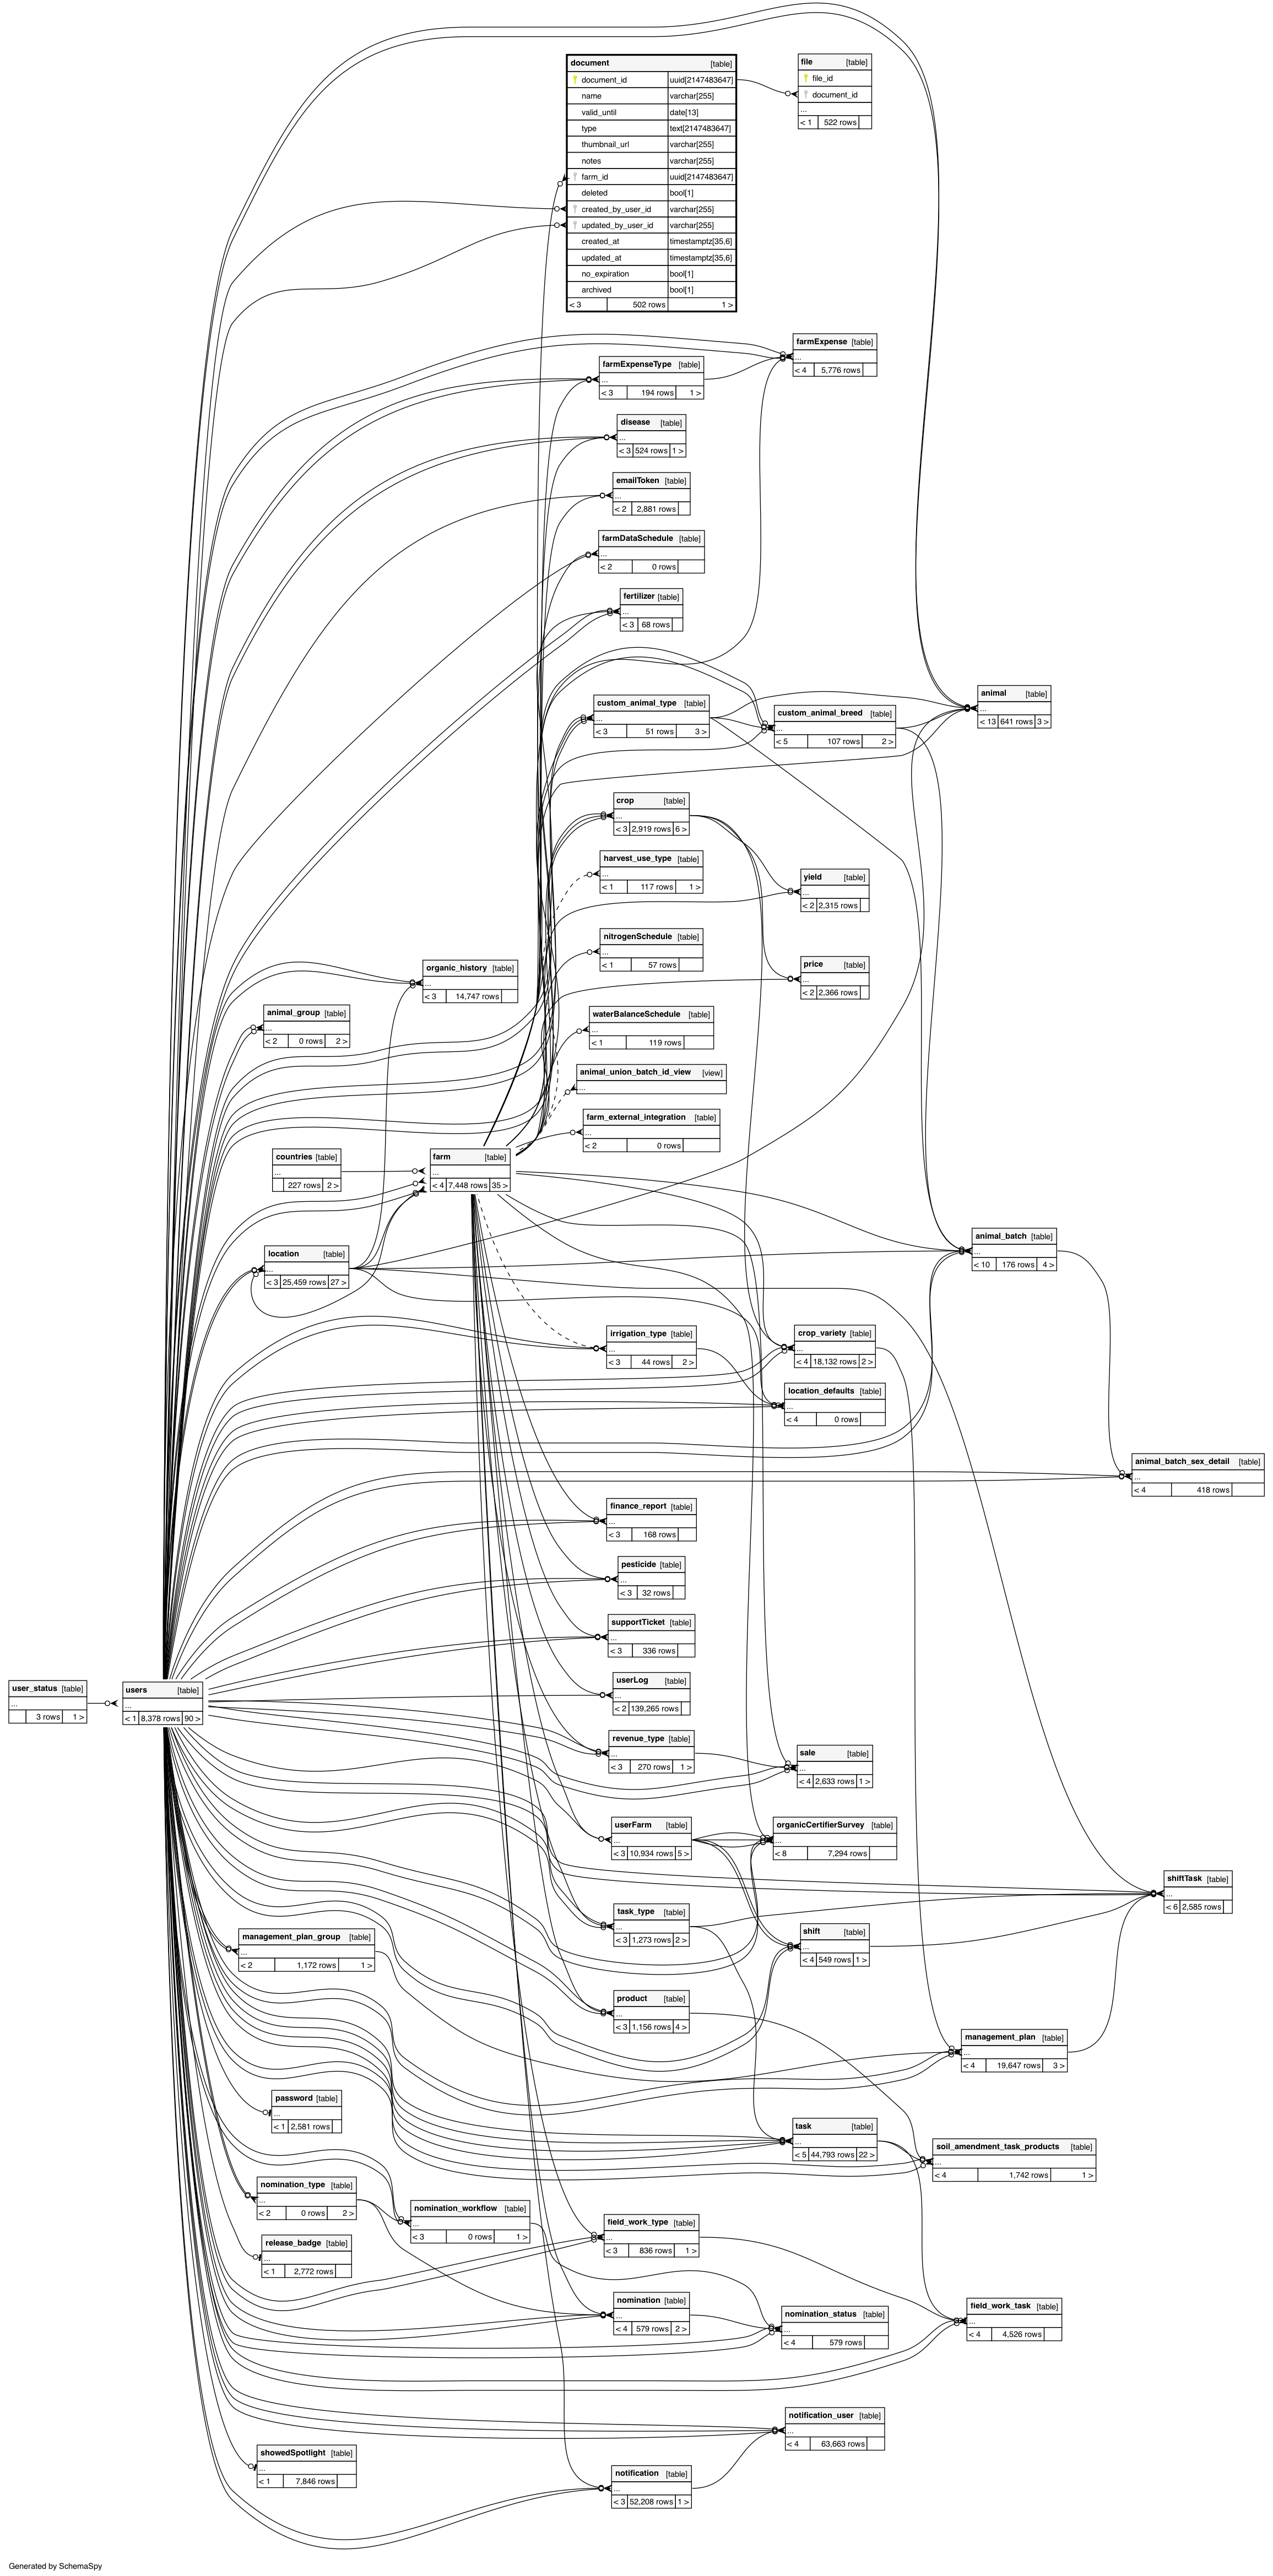 document [table]
document_id uuid[2147483647]
name varchar[255]
valid_until date[13]
type text[2147483647]
thumbnail_url varchar[255]
notes varchar[255]
farm_id uuid[2147483647]
deleted bool[1]
created_by_user_id varchar[255]
updated_by_user_id varchar[255]
created_at timestamptz[35,6]
updated_at timestamptz[35,6]
no_expiration bool[1]
archived bool[1]
< 3 502 rows 1 >
file [table]
file_id
document_id
...
< 1 522 rows
farmExpense [table]
...
< 4 5,776 rows
farmExpenseType [table]
...
< 3 194 rows 1 >
disease [table]
...
< 3 524 rows 1 >
emailToken [table]
...
< 2 2,881 rows
farmDataSchedule [table]
...
< 2 0 rows
fertilizer [table]
...
< 3 68 rows
animal [table]
...
< 13 641 rows 3 >
custom_animal_type [table]
...
< 3 51 rows 3 >
custom_animal_breed [table]
...
< 5 107 rows 2 >
crop [table]
...
< 3 2,919 rows 6 >
harvest_use_type [table]
...
< 1 117 rows 1 >
yield [table]
...
< 2 2,315 rows
nitrogenSchedule [table]
...
< 1 57 rows
price [table]
...
< 2 2,366 rows
organic_history [table]
...
< 3 14,747 rows
animal_group [table]
...
< 2 0 rows 2 >
waterBalanceSchedule [table]
...
< 1 119 rows
animal_union_batch_id_view [view]
...
farm_external_integration [table]
...
< 2 0 rows
countries [table]
...
227 rows 2 >
farm [table]
...
< 4 7,448 rows 35 >
location [table]
...
< 3 25,459 rows 27 >
animal_batch [table]
...
< 10 176 rows 4 >
irrigation_type [table]
...
< 3 44 rows 2 >
crop_variety [table]
...
< 4 18,132 rows 2 >
location_defaults [table]
...
< 4 0 rows
animal_batch_sex_detail [table]
...
< 4 418 rows
finance_report [table]
...
< 3 168 rows
pesticide [table]
...
< 3 32 rows
supportTicket [table]
...
< 3 336 rows
user_status [table]
...
3 rows 1 >
users [table]
...
< 1 8,378 rows 90 >
userLog [table]
...
< 2 139,265 rows
revenue_type [table]
...
< 3 270 rows 1 >
sale [table]
...
< 4 2,633 rows 1 >
userFarm [table]
...
< 3 10,934 rows 5 >
organicCertifierSurvey [table]
...
< 8 7,294 rows
shiftTask [table]
...
< 6 2,585 rows
task_type [table]
...
< 3 1,273 rows 2 >
shift [table]
...
< 4 549 rows 1 >
management_plan_group [table]
...
< 2 1,172 rows 1 >
product [table]
...
< 3 1,156 rows 4 >
management_plan [table]
...
< 4 19,647 rows 3 >
password [table]
...
< 1 2,581 rows
task [table]
...
< 5 44,793 rows 22 >
soil_amendment_task_products [table]
...
< 4 1,742 rows 1 >
nomination_type [table]
...
< 2 0 rows 2 >
nomination_workflow [table]
...
< 3 0 rows 1 >
field_work_type [table]
...
< 3 836 rows 1 >
release_badge [table]
...
< 1 2,772 rows
nomination [table]
...
< 4 579 rows 2 >
nomination_status [table]
...
< 4 579 rows
field_work_task [table]
...
< 4 4,526 rows
notification_user [table]
...
< 4 63,663 rows
showedSpotlight [table]
...
< 1 7,846 rows
notification [table]
...
< 3 52,208 rows 1 >
Generated by SchemaSpy